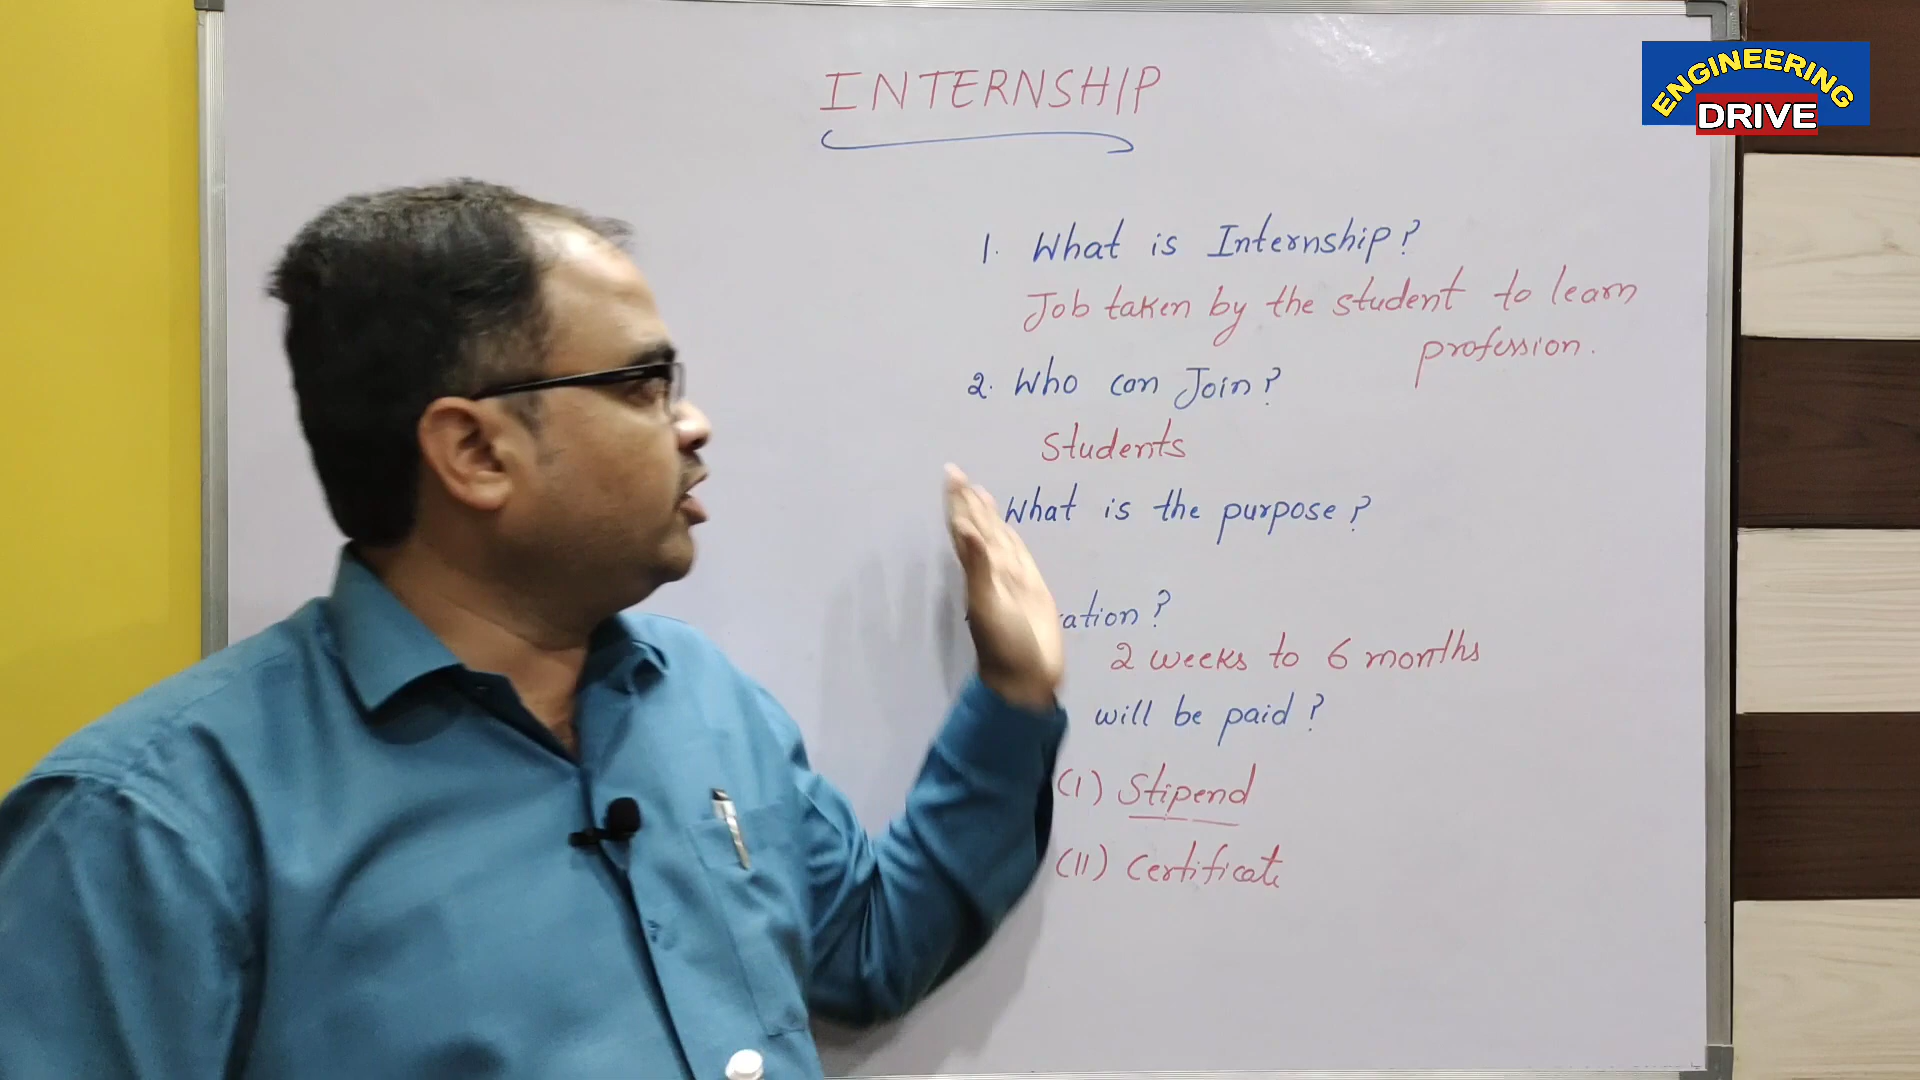 INTERNSHIP
ENGINEERING
DRIVE
1. What is Internship?
Job taken by the student to learn
profession.
2. Who can Join?
Students
What is the purpose?
ation?
2 weeks to 6 months
will be paid?
(I) Stipend
(II) Certificate